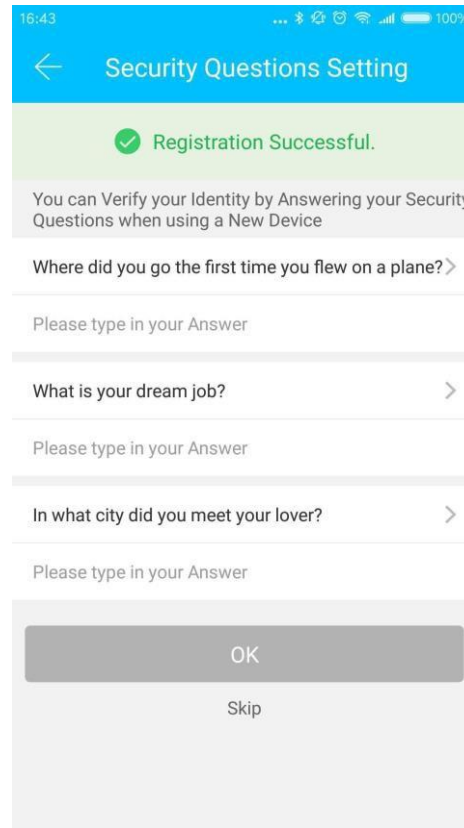 16:43 ... 100%
Security Questions Setting
Registration Successful.
You can Verify your Identity by Answering your Security
Questions when using a New Device
Where did you go the first time you flew on a plane?
Please type in your Answer
What is your dream job?
Please type in your Answer
In what city did you meet your lover?
Please type in your Answer
OK
Skip